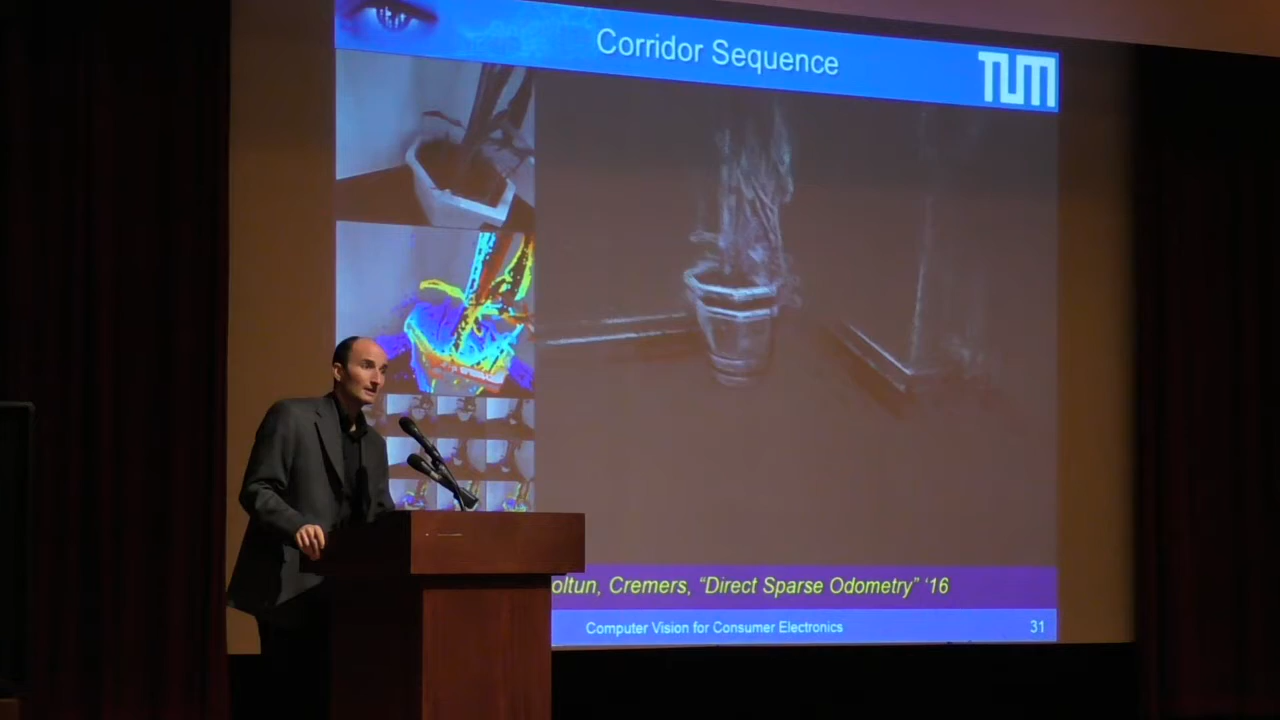 Corridor Sequence
TUM
oltun, Cremers, “Direct Sparse Odometry” ‘16
Computer Vision for Consumer Electronics
31